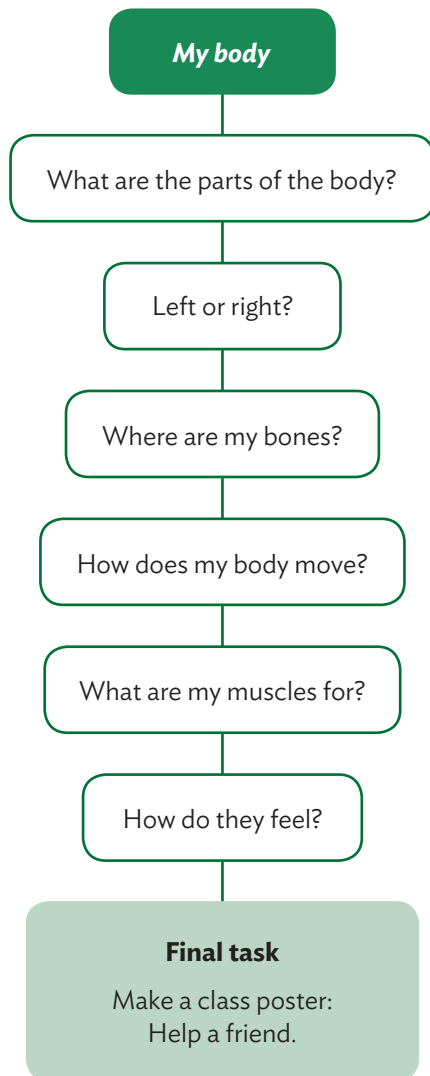 My body
What are the parts of the body?
Left or right?
Where are my bones?
How does my body move?
What are my muscles for?
How do they feel?
Final task
Make a class poster:
Help a friend.